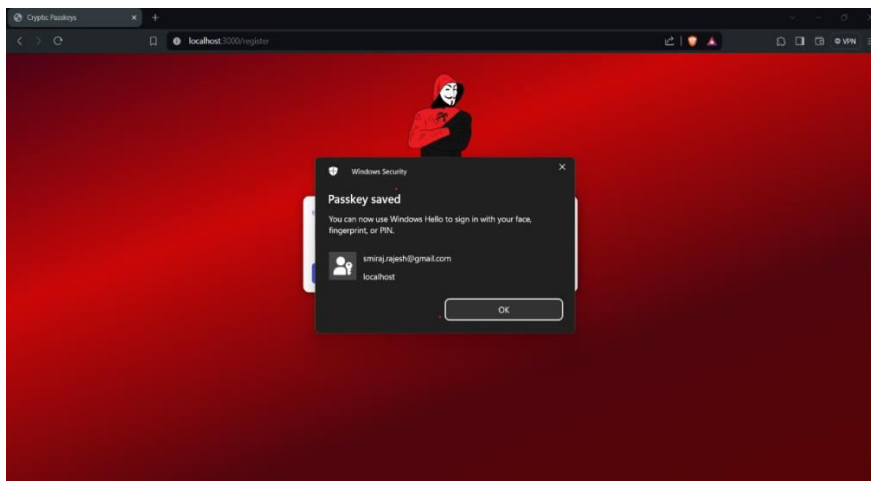 Cryptic Passkeys
localhost:3000/register
VPN
Windows Security
Passkey saved
You can now use Windows Hello to sign in with your face,
fingerprint, or PIN.
smiraj.rajesh@gmail.com
localhost
OK